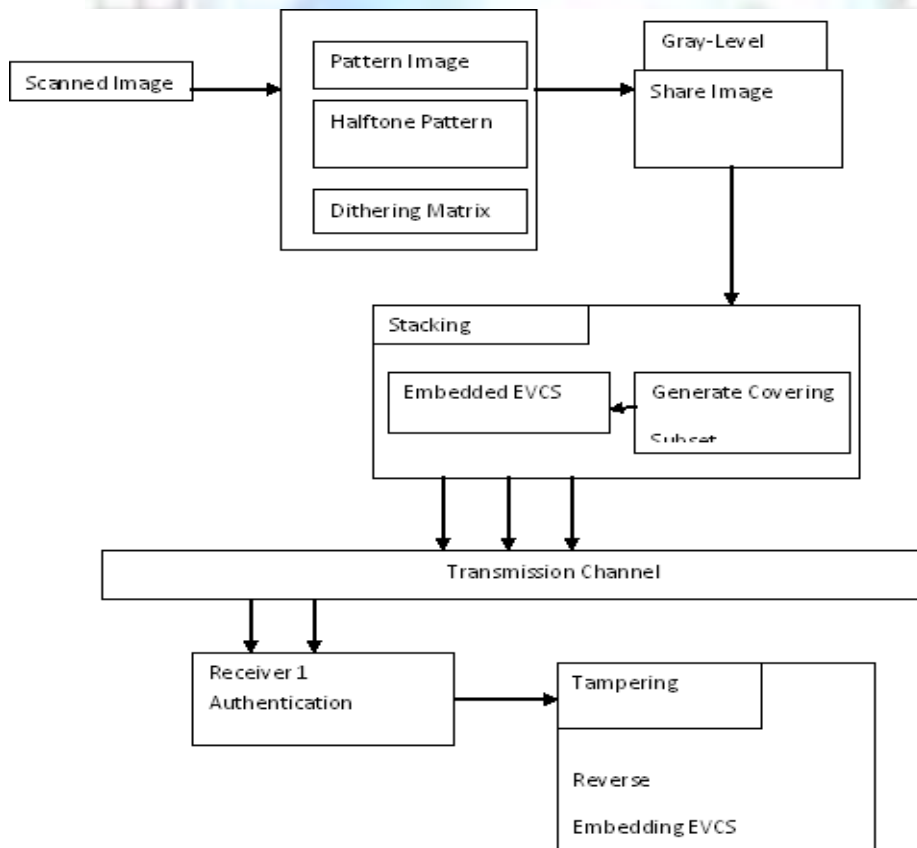 Scanned Image
Pattern Image
Halftone Pattern
Dithering Matrix
Gray-Level
Share Image
Stacking
Embedded EVCS
Generate Covering
Subset
Transmission Channel
Receiver 1
Authentication
Tampering
Reverse
Embedding EVCS